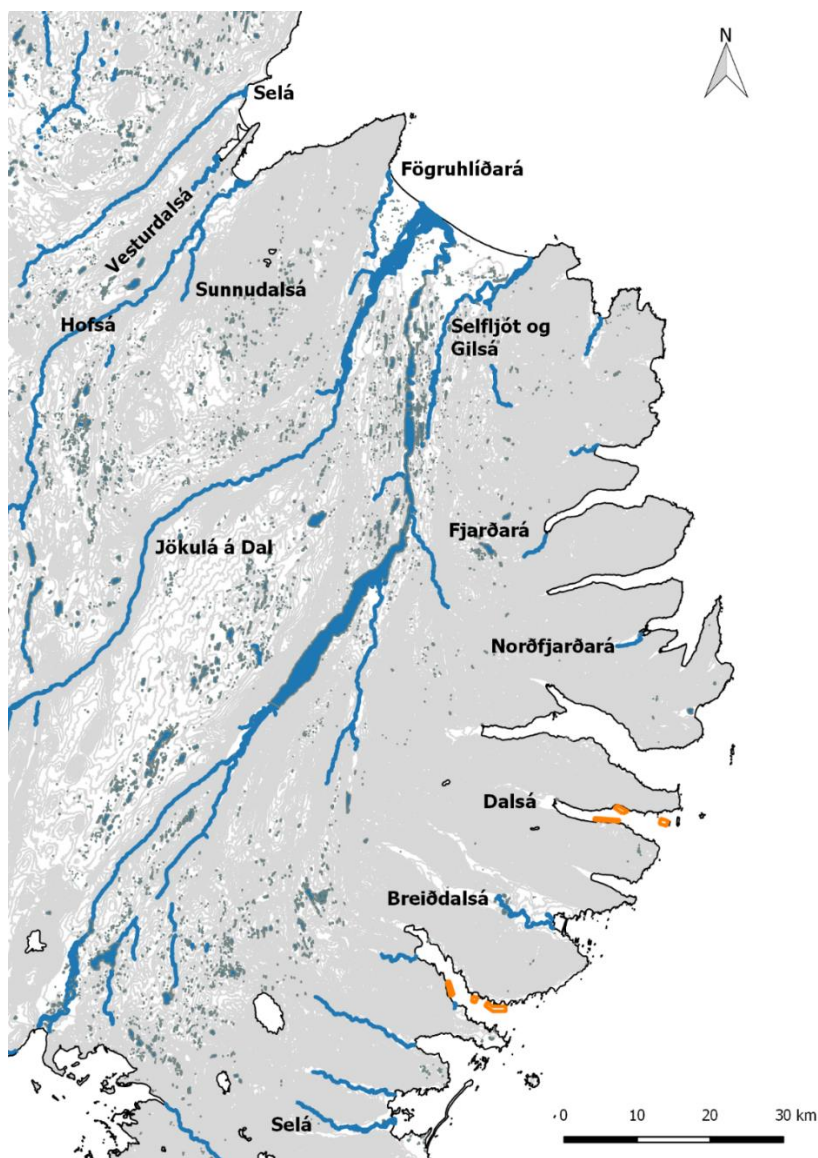 N
Selá
Fögruhlíðará
Vesturdalsá
Sunnudalsá
Hofsá
Selfljót og
Gilsá
Jökulá á Dal
Fjarðará
Norðfjarðará
Dalsá
Breiðdalsá
Selá
0 10 20 30 km